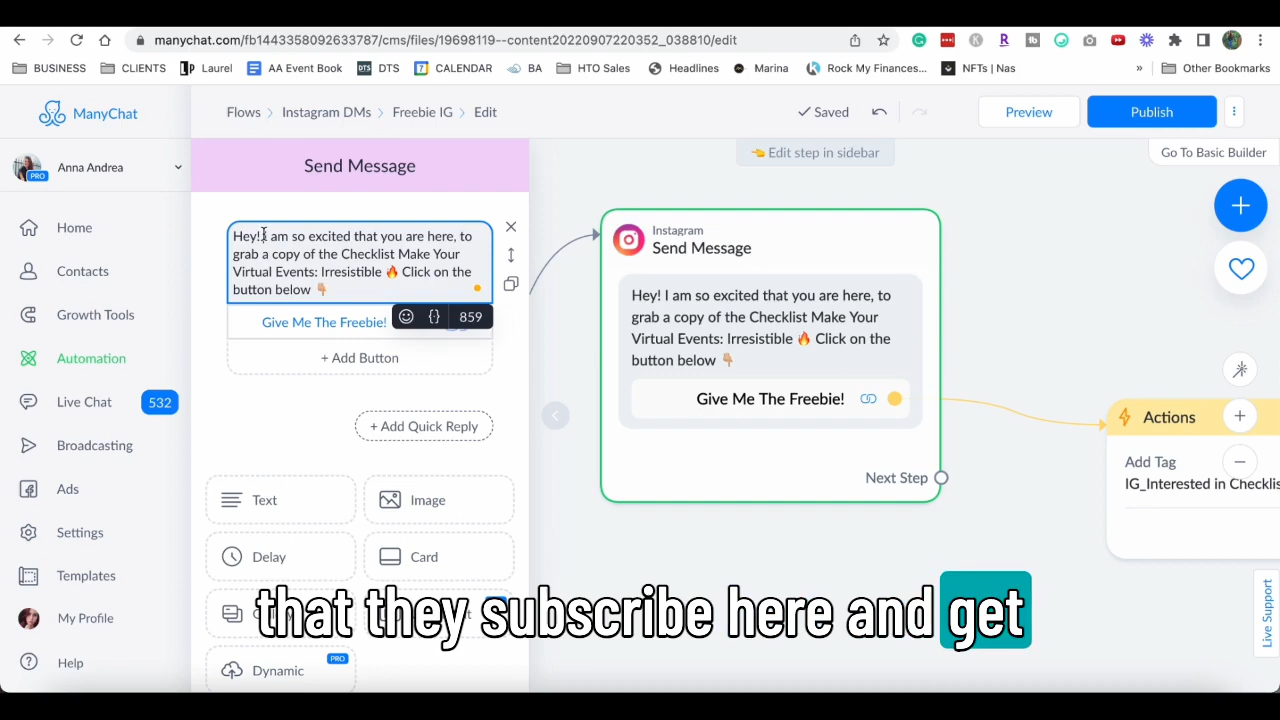 manychat.com/fb1443358092633787/cms/files/19698119--content20220907220352_038810/edit
BUSINESS CLIENTS Laurel AA Event Book DTS DTS CALENDAR BA HTO Sales Headlines Marina Rock My Finances... NFTs | Nas » Other Bookmarks
ManyChat
Flows > Instagram DMs > Freebie IG > Edit
Saved
Preview
Publish
Anna Andrea
PRO
Home
Contacts
Growth Tools
Automation
Live Chat 532
Broadcasting
Ads
Settings
Templates
My Profile
Help
Send Message
Hey! I am so excited that you are here, to
grab a copy of the Checklist Make Your
Virtual Events: Irresistible 🔥 Click on the
button below 👇🏼
859
Give Me The Freebie!
+ Add Button
+ Add Quick Reply
Text
Image
Delay
Card
Dynamic
PRO
👈 Edit step in sidebar
Go To Basic Builder
Instagram
Send Message
Hey! I am so excited that you are here, to
grab a copy of the Checklist Make Your
Virtual Events: Irresistible 🔥 Click on the
button below 👇🏼
Give Me The Freebie!
Next Step
Actions
Add Tag
IG_Interested in Checklis
Live Support
that they subscribe here and get